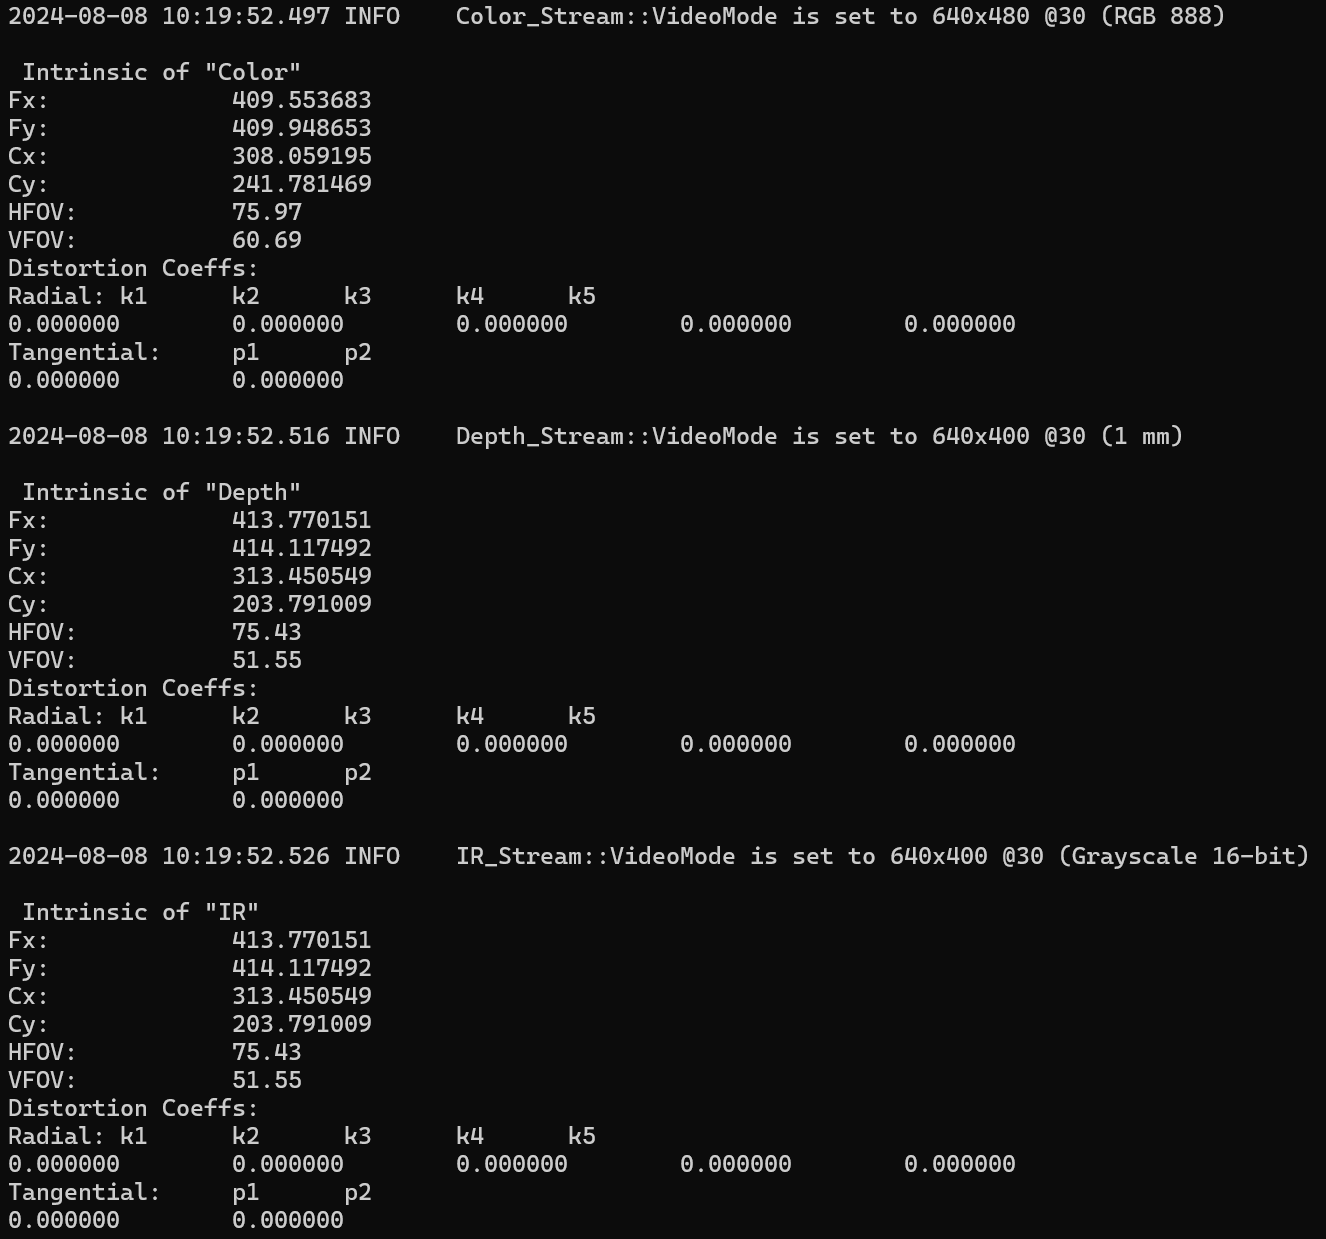 2024-08-08 10:19:52.497 INFO    Color_Stream::VideoMode is set to 640x480 @30 (RGB 888)
 Intrinsic of "Color"
Fx:             409.553683
Fy:             409.948653
Cx:             308.059195
Cy:             241.781469
HFOV:           75.97
VFOV:           60.69
Distortion Coeffs:
Radial: k1      k2      k3      k4      k5
0.000000        0.000000        0.000000        0.000000        0.000000
Tangential:     p1      p2
0.000000        0.000000
2024-08-08 10:19:52.516 INFO    Depth_Stream::VideoMode is set to 640x400 @30 (1 mm)
 Intrinsic of "Depth"
Fx:             413.770151
Fy:             414.117492
Cx:             313.450549
Cy:             203.791009
HFOV:           75.43
VFOV:           51.55
Distortion Coeffs:
Radial: k1      k2      k3      k4      k5
0.000000        0.000000        0.000000        0.000000        0.000000
Tangential:     p1      p2
0.000000        0.000000
2024-08-08 10:19:52.526 INFO    IR_Stream::VideoMode is set to 640x400 @30 (Grayscale 16-bit)
 Intrinsic of "IR"
Fx:             413.770151
Fy:             414.117492
Cx:             313.450549
Cy:             203.791009
HFOV:           75.43
VFOV:           51.55
Distortion Coeffs:
Radial: k1      k2      k3      k4      k5
0.000000        0.000000        0.000000        0.000000        0.000000
Tangential:     p1      p2
0.000000        0.000000